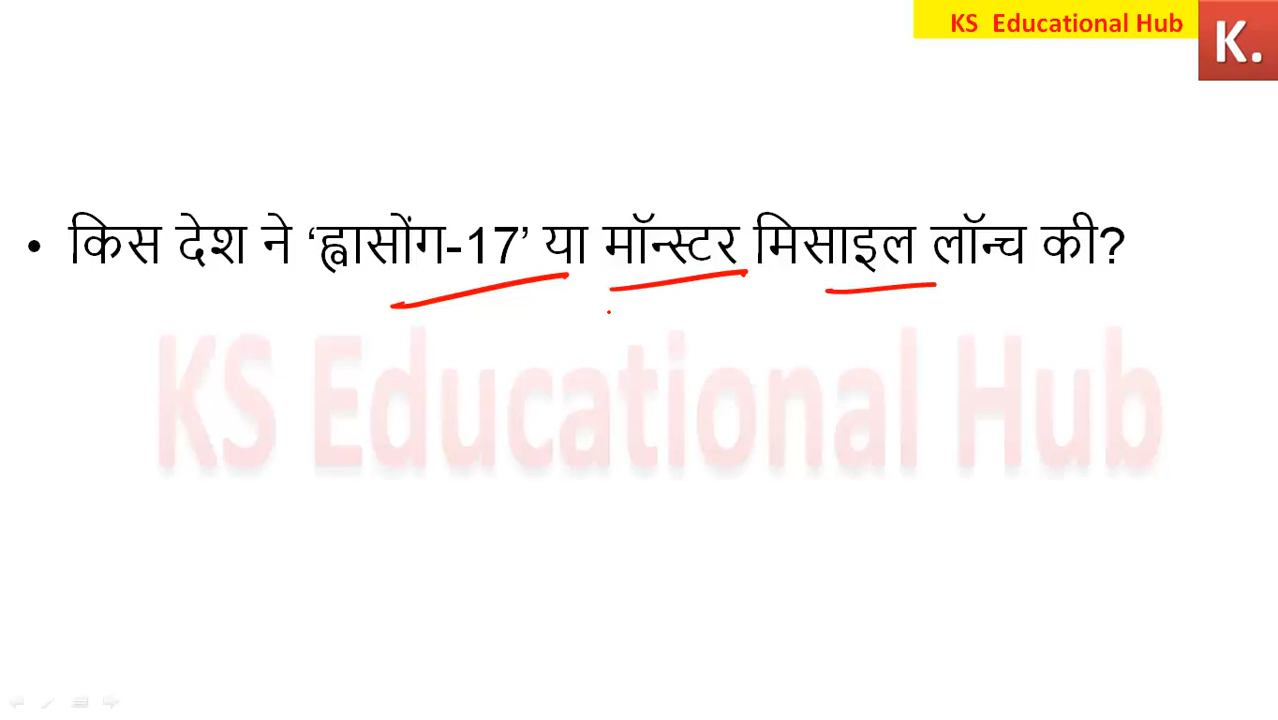 KS Educational Hub
K.
• किस देश ने ‘ह्वासोंग-17’ या मॉन्स्टर मिसाइल लॉन्च की?
KS Educational Hub